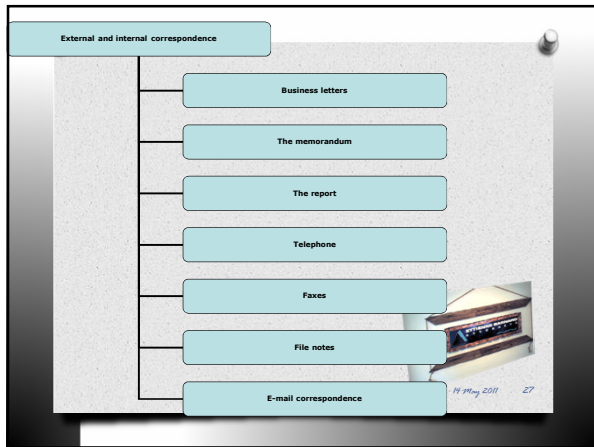 External and internal correspondence
Business letters
The memorandum
The report
Telephone
Faxes
File notes
E-mail correspondence
14 May 2011 27